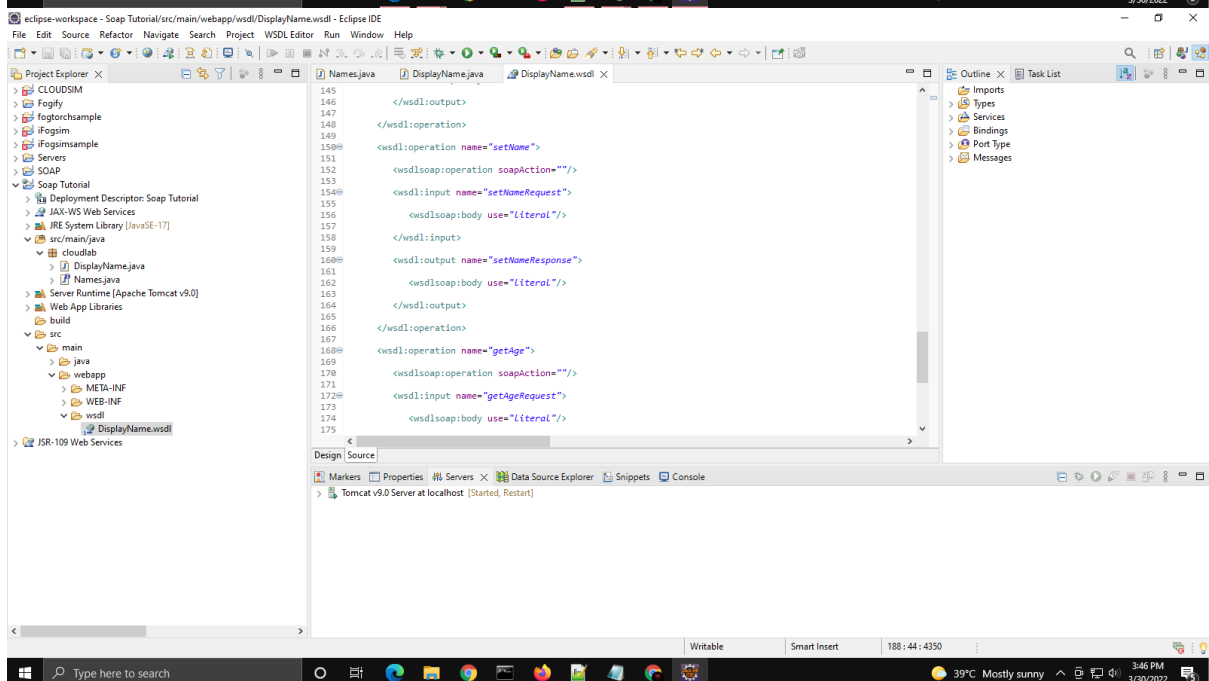 3/30/2022
eclipse-workspace - Soap Tutorial/src/main/webapp/wsdl/DisplayName.wsdl - Eclipse IDE
File Edit Source Refactor Navigate Search Project WSDL Editor Run Window Help
Project Explorer
CLOUDSIM
Fogify
fogtorchsample
iFogsim
iFogsimsample
Servers
SOAP
Soap Tutorial
Deployment Descriptor: Soap Tutorial
JAX-WS Web Services
JRE System Library [JavaSE-17]
src/main/java
cloudlab
DisplayName.java
Names.java
Server Runtime [Apache Tomcat v9.0]
Web App Libraries
build
src
main
java
webapp
META-INF
WEB-INF
wsdl
DisplayName.wsdl
JSR-109 Web Services
Names.java DisplayName.java DisplayName.wsdl
145
146 </wsdl:output>
147
148 </wsdl:operation>
149
150 <wsdl:operation name="setName">
151
152 <wsdlsoap:operation soapAction=""/>
153
154 <wsdl:input name="setNameRequest">
155
156 <wsdlsoap:body use="literal"/>
157
158 </wsdl:input>
159
160 <wsdl:output name="setNameResponse">
161
162 <wsdlsoap:body use="literal"/>
163
164 </wsdl:output>
165
166 </wsdl:operation>
167
168 <wsdl:operation name="getAge">
169
170 <wsdlsoap:operation soapAction=""/>
171
172 <wsdl:input name="getAgeRequest">
173
174 <wsdlsoap:body use="literal"/>
175
Design Source
Outline Task List
Imports
Types
Services
Bindings
Port Type
Messages
Markers Properties Servers Data Source Explorer Snippets Console
Tomcat v9.0 Server at localhost [Started, Restart]
Writable Smart Insert 188 : 44 : 4350
Type here to search
39°C Mostly sunny
3:46 PM
3/30/2022